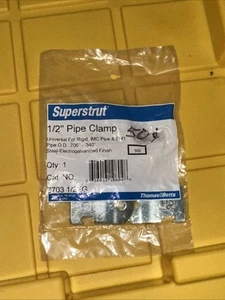 Superstrut
1/2" Pipe Clamp
Universal For Rigid, IMC Pipe & EMT
Pipe O.D. .706" - .840"
Steel-Electrogalvanized Finish
Qty: 1
Cat. NO.:
Thomas&Betts